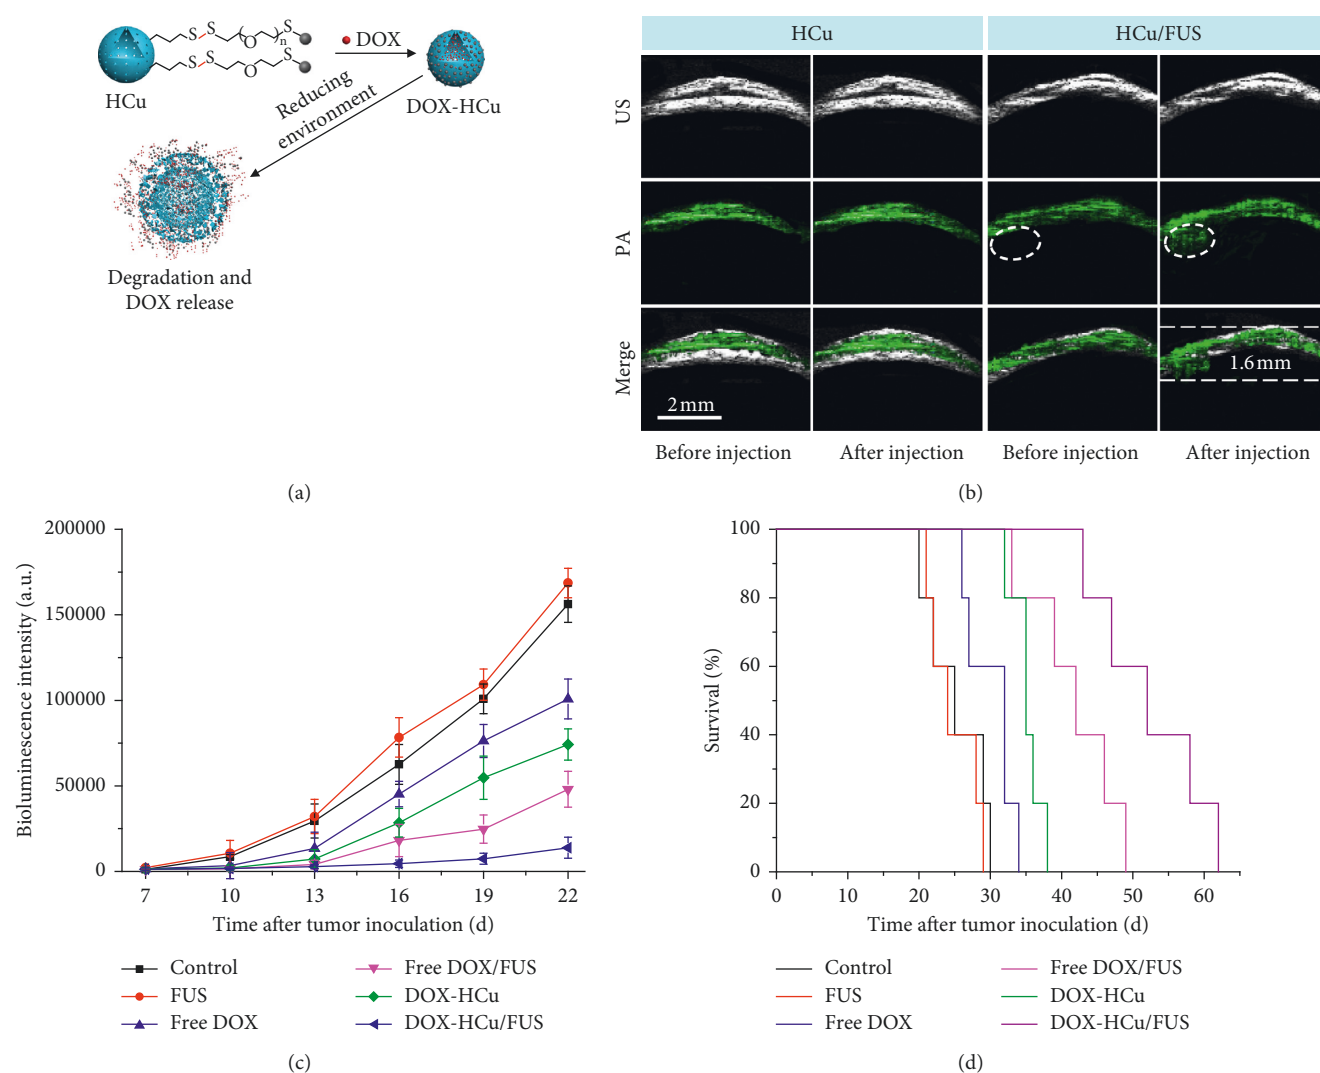 S S O n S
S S O S
HCu
DOX
DOX-HCu
Reducing
environment
Degradation and
DOX release
(a)
HCu HCu/FUS
US
PA
Merge
2 mm
1.6 mm
Before injection After injection Before injection After injection
(b)
Bioluminescence intensity (a.u.)
200000
150000
100000
50000
0
7 10 13 16 19 22
Time after tumor inoculation (d)
Control
FUS
Free DOX
Free DOX/FUS
DOX-HCu
DOX-HCu/FUS
(c)
Survival (%)
100
80
60
40
20
0
0 10 20 30 40 50 60
Time after tumor inoculation (d)
Control
FUS
Free DOX
Free DOX/FUS
DOX-HCu
DOX-HCu/FUS
(d)